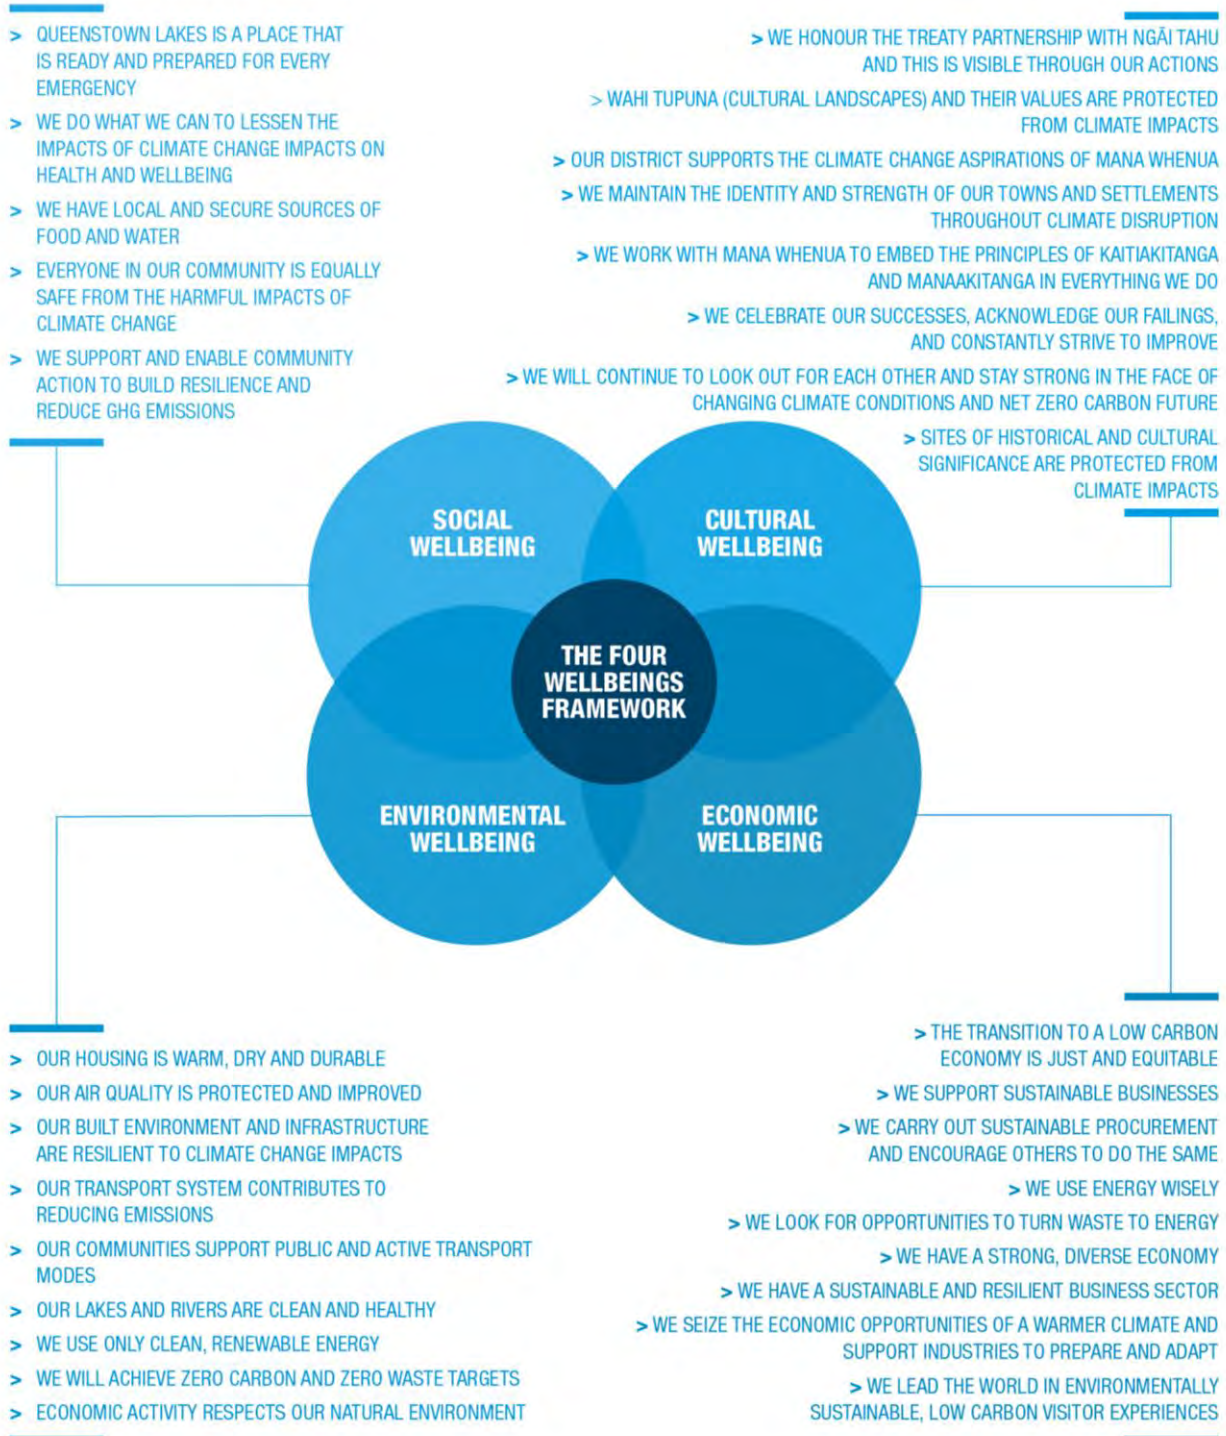 > QUEENSTOWN LAKES IS A PLACE THAT
IS READY AND PREPARED FOR EVERY
EMERGENCY
> WE DO WHAT WE CAN TO LESSEN THE
IMPACTS OF CLIMATE CHANGE IMPACTS ON
HEALTH AND WELLBEING
> WE HAVE LOCAL AND SECURE SOURCES OF
FOOD AND WATER
> EVERYONE IN OUR COMMUNITY IS EQUALLY
SAFE FROM THE HARMFUL IMPACTS OF
CLIMATE CHANGE
> WE SUPPORT AND ENABLE COMMUNITY
ACTION TO BUILD RESILIENCE AND
REDUCE GHG EMISSIONS
> WE HONOUR THE TREATY PARTNERSHIP WITH NGĀI TAHU
AND THIS IS VISIBLE THROUGH OUR ACTIONS
> WAHI TUPUNA (CULTURAL LANDSCAPES) AND THEIR VALUES ARE PROTECTED
FROM CLIMATE IMPACTS
> OUR DISTRICT SUPPORTS THE CLIMATE CHANGE ASPIRATIONS OF MANA WHENUA
> WE MAINTAIN THE IDENTITY AND STRENGTH OF OUR TOWNS AND SETTLEMENTS
THROUGHOUT CLIMATE DISRUPTION
> WE WORK WITH MANA WHENUA TO EMBED THE PRINCIPLES OF KAITIAKITANGA
AND MANAAKITANGA IN EVERYTHING WE DO
> WE CELEBRATE OUR SUCCESSES, ACKNOWLEDGE OUR FAILINGS,
AND CONSTANTLY STRIVE TO IMPROVE
> WE WILL CONTINUE TO LOOK OUT FOR EACH OTHER AND STAY STRONG IN THE FACE OF
CHANGING CLIMATE CONDITIONS AND NET ZERO CARBON FUTURE
> SITES OF HISTORICAL AND CULTURAL
SIGNIFICANCE ARE PROTECTED FROM
CLIMATE IMPACTS
SOCIAL
WELLBEING
CULTURAL
WELLBEING
THE FOUR
WELLBEINGS
FRAMEWORK
ENVIRONMENTAL
WELLBEING
ECONOMIC
WELLBEING
> OUR HOUSING IS WARM, DRY AND DURABLE
> OUR AIR QUALITY IS PROTECTED AND IMPROVED
> OUR BUILT ENVIRONMENT AND INFRASTRUCTURE
ARE RESILIENT TO CLIMATE CHANGE IMPACTS
> OUR TRANSPORT SYSTEM CONTRIBUTES TO
REDUCING EMISSIONS
> OUR COMMUNITIES SUPPORT PUBLIC AND ACTIVE TRANSPORT
MODES
> OUR LAKES AND RIVERS ARE CLEAN AND HEALTHY
> WE USE ONLY CLEAN, RENEWABLE ENERGY
> WE WILL ACHIEVE ZERO CARBON AND ZERO WASTE TARGETS
> ECONOMIC ACTIVITY RESPECTS OUR NATURAL ENVIRONMENT
> THE TRANSITION TO A LOW CARBON
ECONOMY IS JUST AND EQUITABLE
> WE SUPPORT SUSTAINABLE BUSINESSES
> WE CARRY OUT SUSTAINABLE PROCUREMENT
AND ENCOURAGE OTHERS TO DO THE SAME
> WE USE ENERGY WISELY
> WE LOOK FOR OPPORTUNITIES TO TURN WASTE TO ENERGY
> WE HAVE A STRONG, DIVERSE ECONOMY
> WE HAVE A SUSTAINABLE AND RESILIENT BUSINESS SECTOR
> WE SEIZE THE ECONOMIC OPPORTUNITIES OF A WARMER CLIMATE AND
SUPPORT INDUSTRIES TO PREPARE AND ADAPT
> WE LEAD THE WORLD IN ENVIRONMENTALLY
SUSTAINABLE, LOW CARBON VISITOR EXPERIENCES